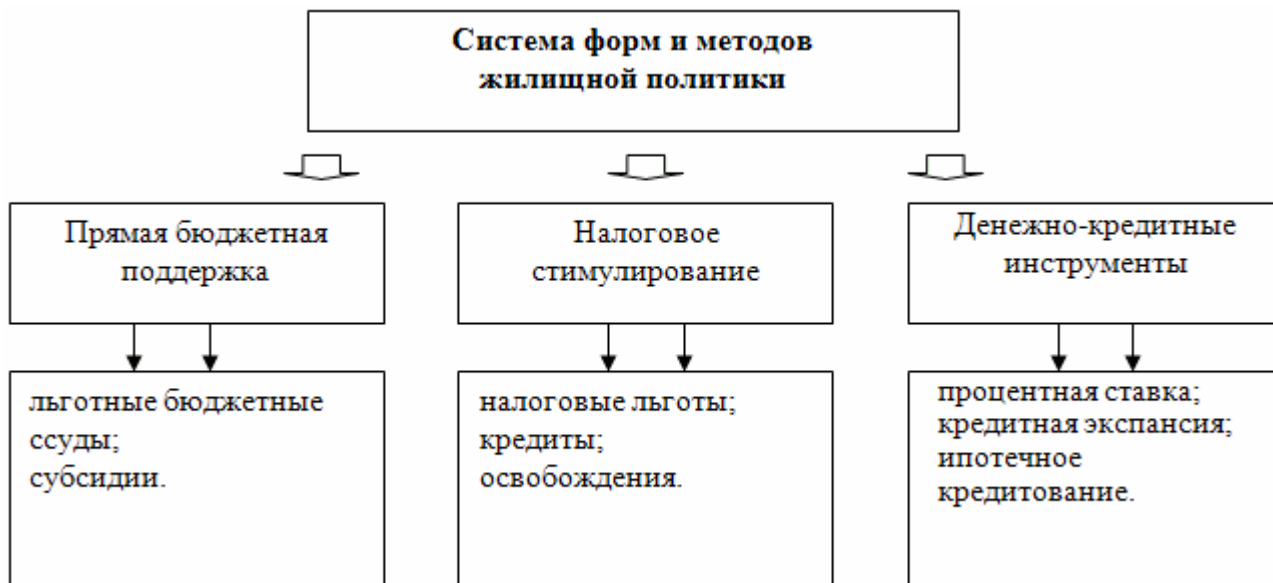 Система форм и методов
жилищной политики
Прямая бюджетная
поддержка
Налоговое
стимулирование
Денежно-кредитные
инструменты
льготные бюджетные
ссуды;
субсидии.
налоговые льготы;
кредиты;
освобождения.
процентная ставка;
кредитная экспансия;
ипотечное
кредитование.